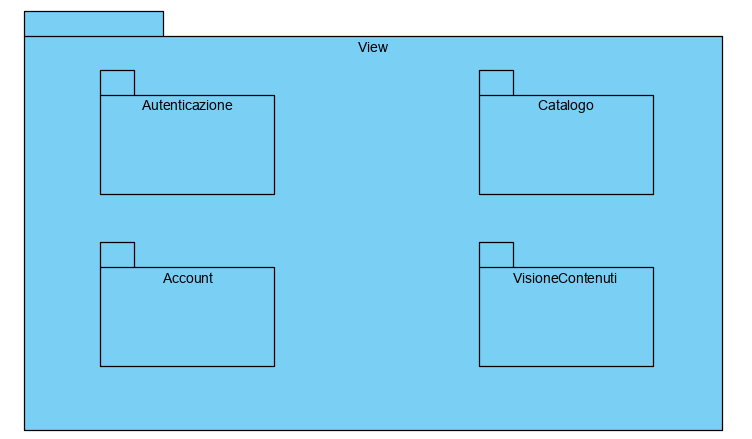 View
Autenticazione
Catalogo
Account
VisioneContenuti